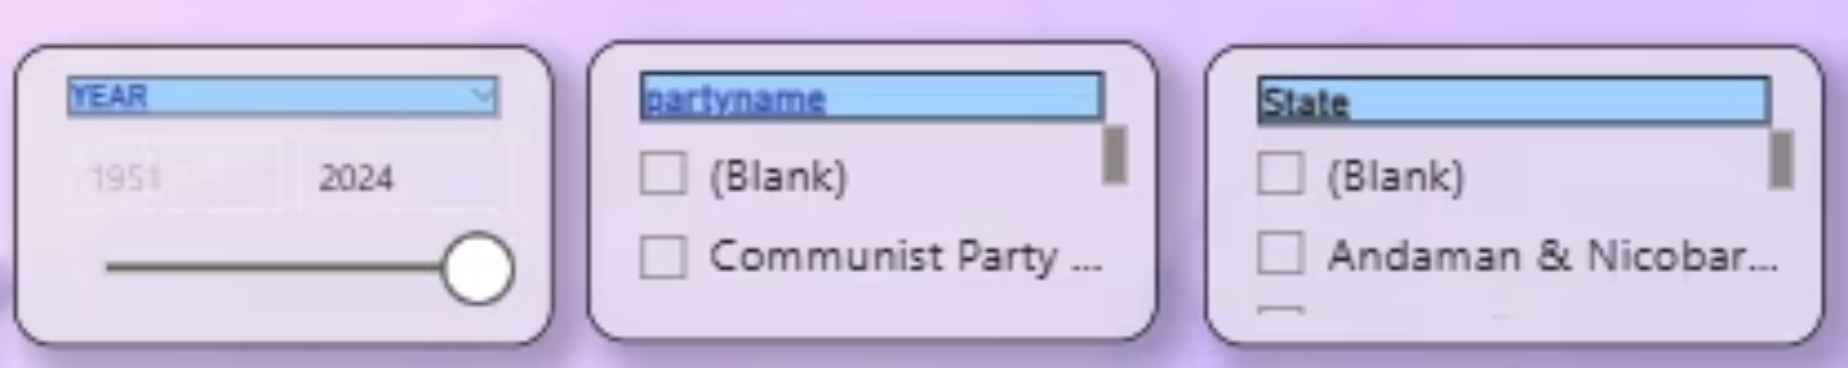 YEAR
1951 2024
partyname
(Blank)
Communist Party ...
State
(Blank)
Andaman & Nicobar...